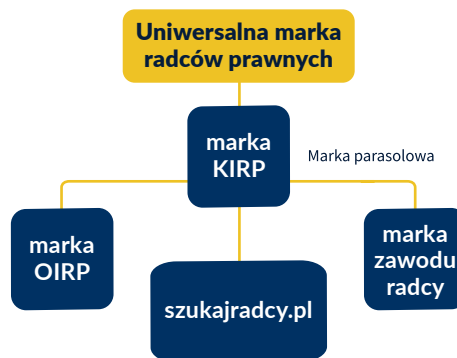 Uniwersalna marka
radców prawnych
marka
KIRP
Marka parasolowa
marka
OIRP
szukajradcy.pl
marka
zawodu
radcy